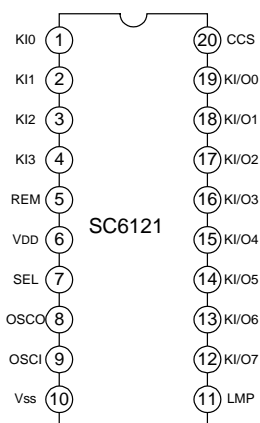 KI0 1 20 CCS
KI1 2 19 KI/O0
KI2 3 18 KI/O1
KI3 4 17 KI/O2
REM 5 16 KI/O3
SC6121
VDD 6 15 KI/O4
SEL 7 14 KI/O5
OSCO 8 13 KI/O6
OSCI 9 12 KI/O7
Vss 10 11 LMP